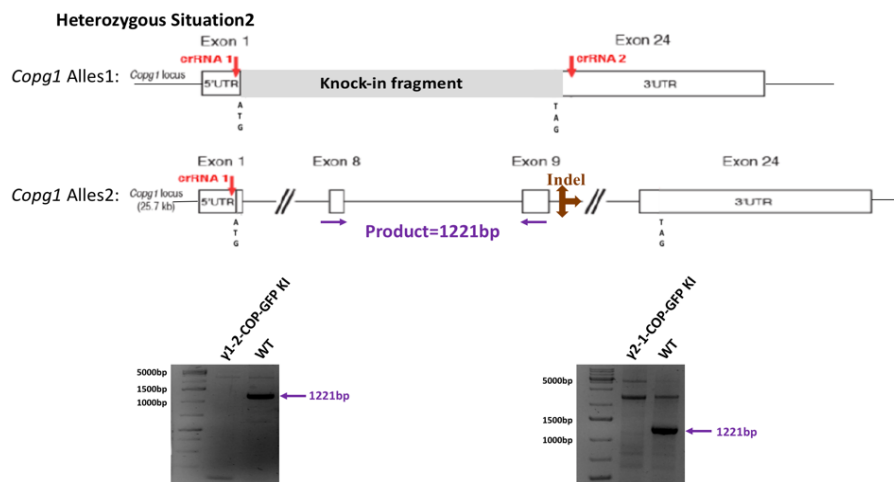 Heterozygous Situation2
Exon 1
Exon 24
crRNA 1
crRNA 2
Copg1 Alles1:
Copg1 locus
5'UTR
Knock-in fragment
3'UTR
A T G
T A G
Exon 1
Exon 8
Exon 9
Exon 24
crRNA 1
Indel
Copg1 Alles2:
Copg1 locus
(25.7 kb)
5'UTR
3'UTR
A T G
Product=1221bp
T A G
γ1-2-COP-GFP KI
WT
5000bp
1500bp
1000bp
1221bp
γ2-1-COP-GFP KI
WT
5000bp
1500bp
1000bp
1221bp